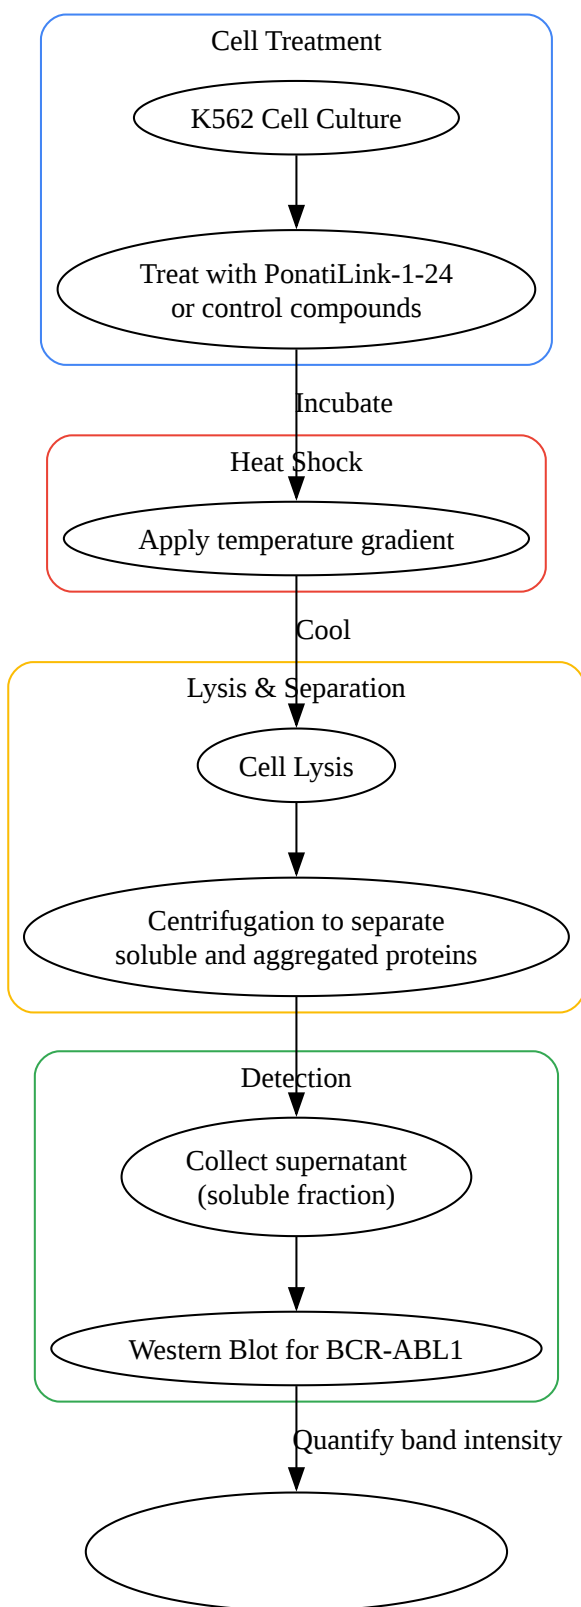 Cell Treatment
K562 Cell Culture
Treat with PonatiLink-1-24
or control compounds
Incubate
Heat Shock
Apply temperature gradient
Cool
Lysis & Separation
Cell Lysis
Centrifugation to separate
soluble and aggregated proteins
Detection
Collect supernatant
(soluble fraction)
Western Blot for BCR-ABL1
Quantify band intensity